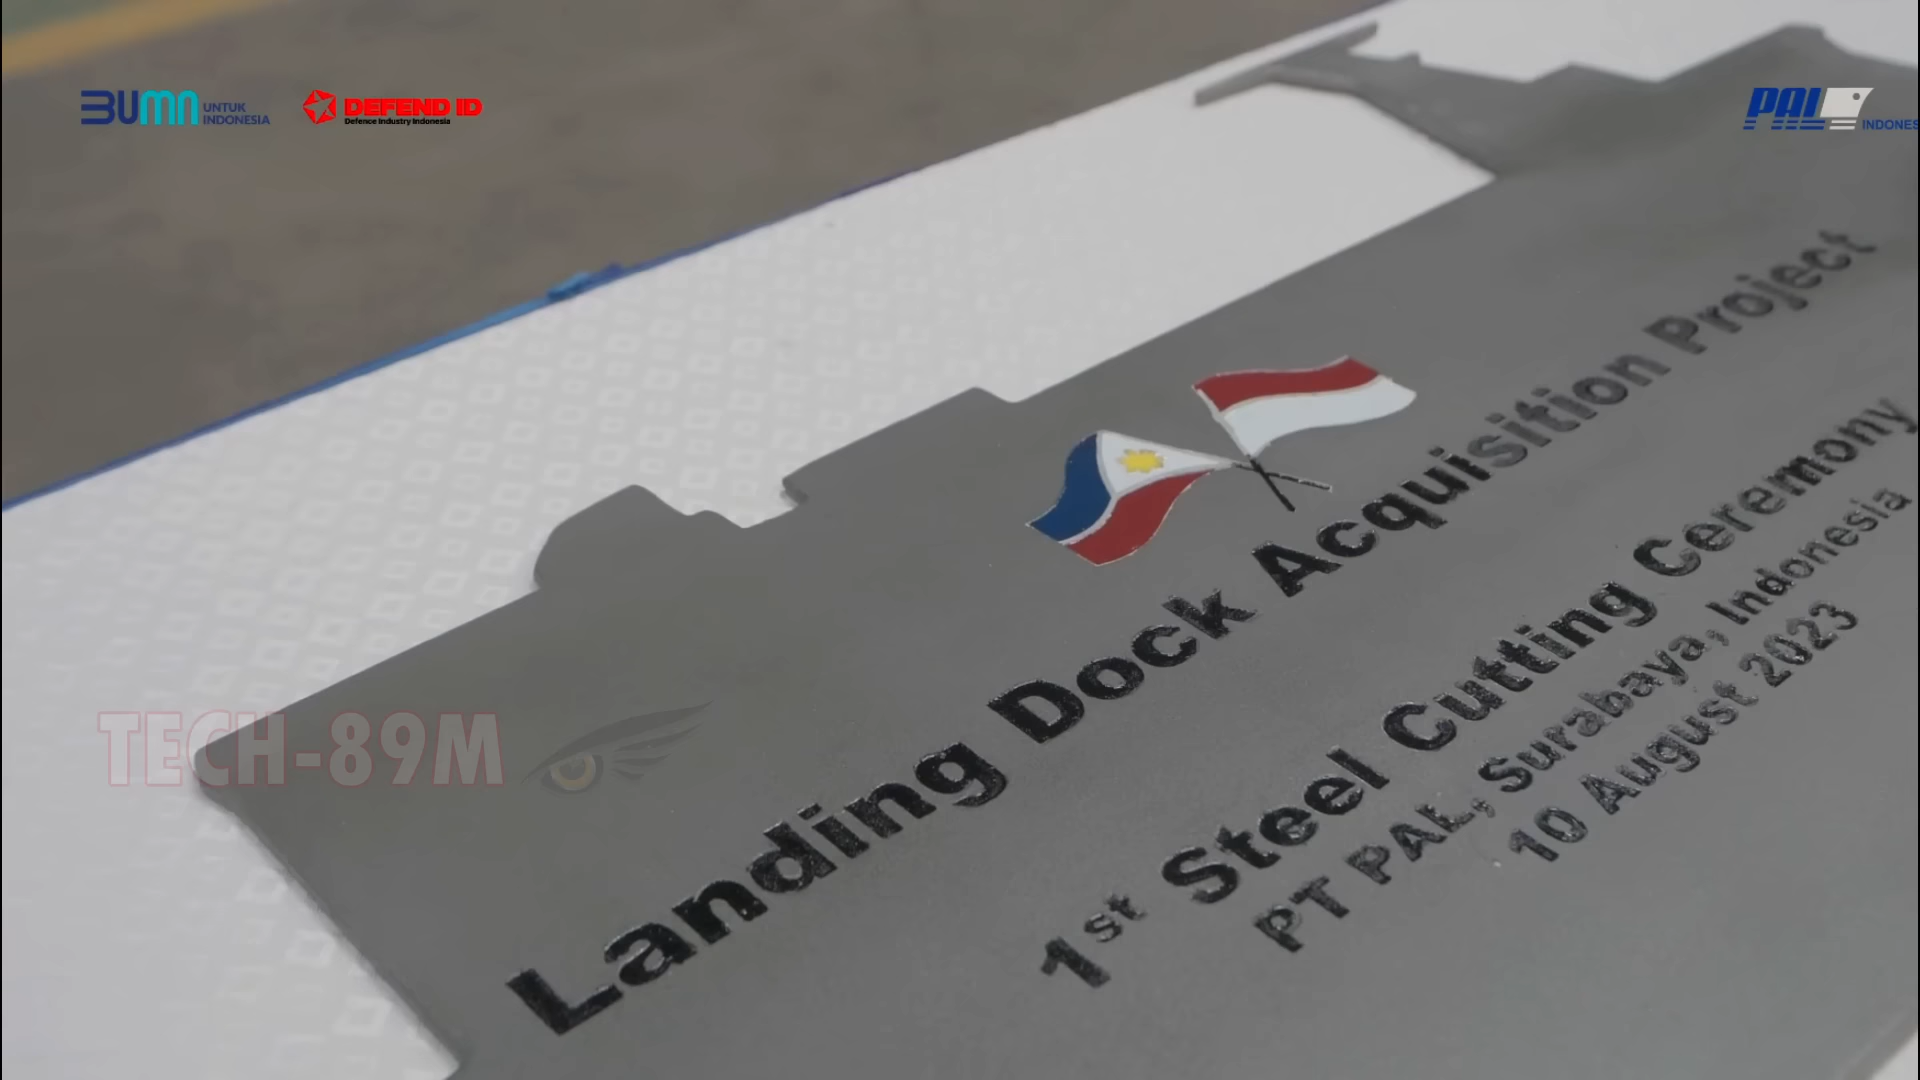 BUMN UNTUK
INDONESIA
DEFEND ID
Defence Industry Indonesia
PAL
INDONES
Landing Dock Acquisition Project
1st Steel Cutting Ceremony
PT PAL, Surabaya, Indonesia
10 August 2023
TECH-89M